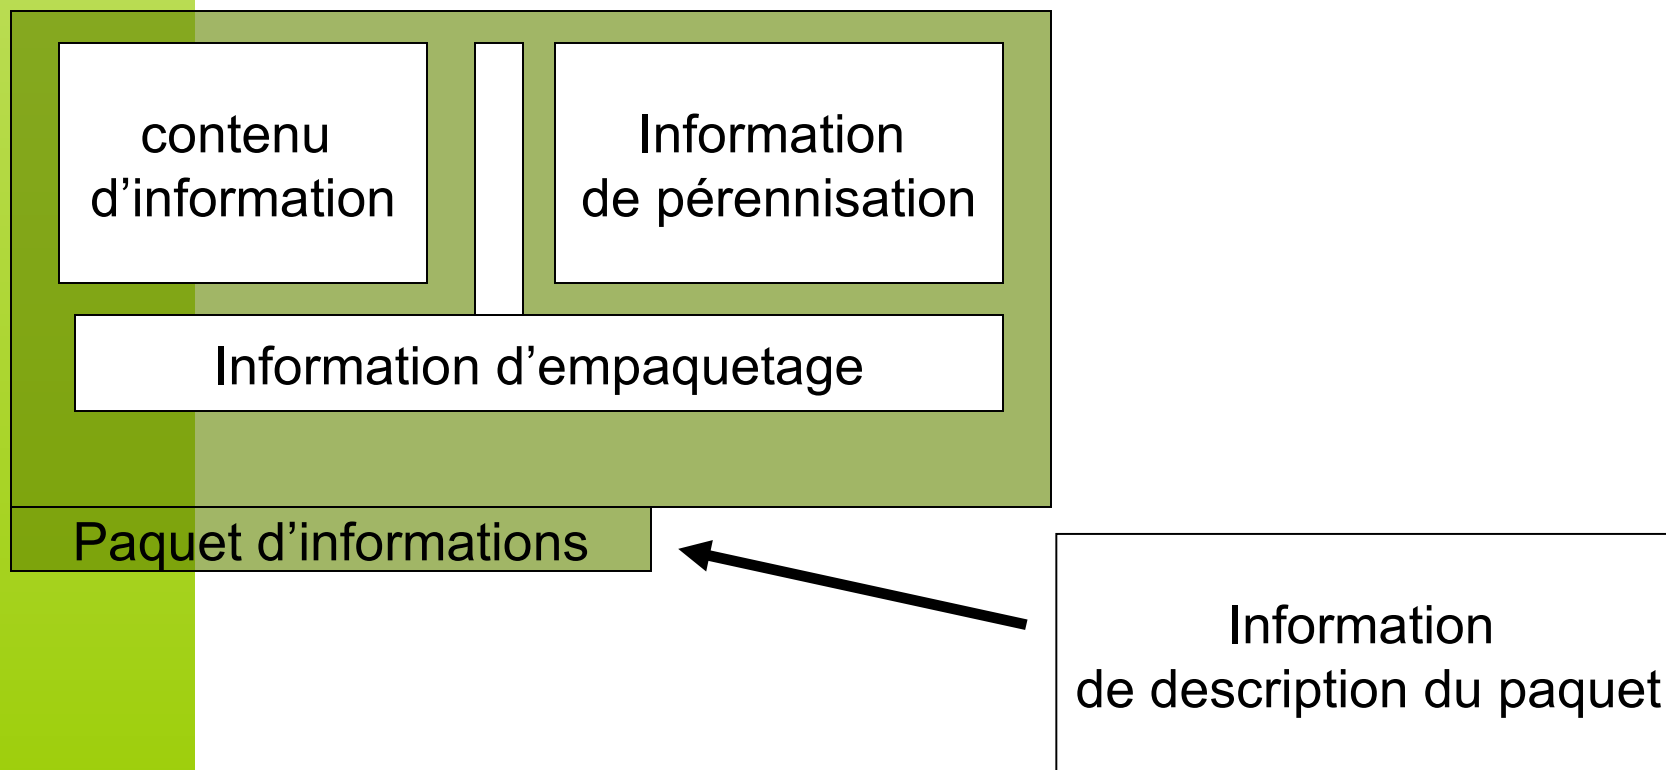 contenu
d’information
Information
de pérennisation
Information d’empaquetage
Paquet d’informations
Information
de description du paquet